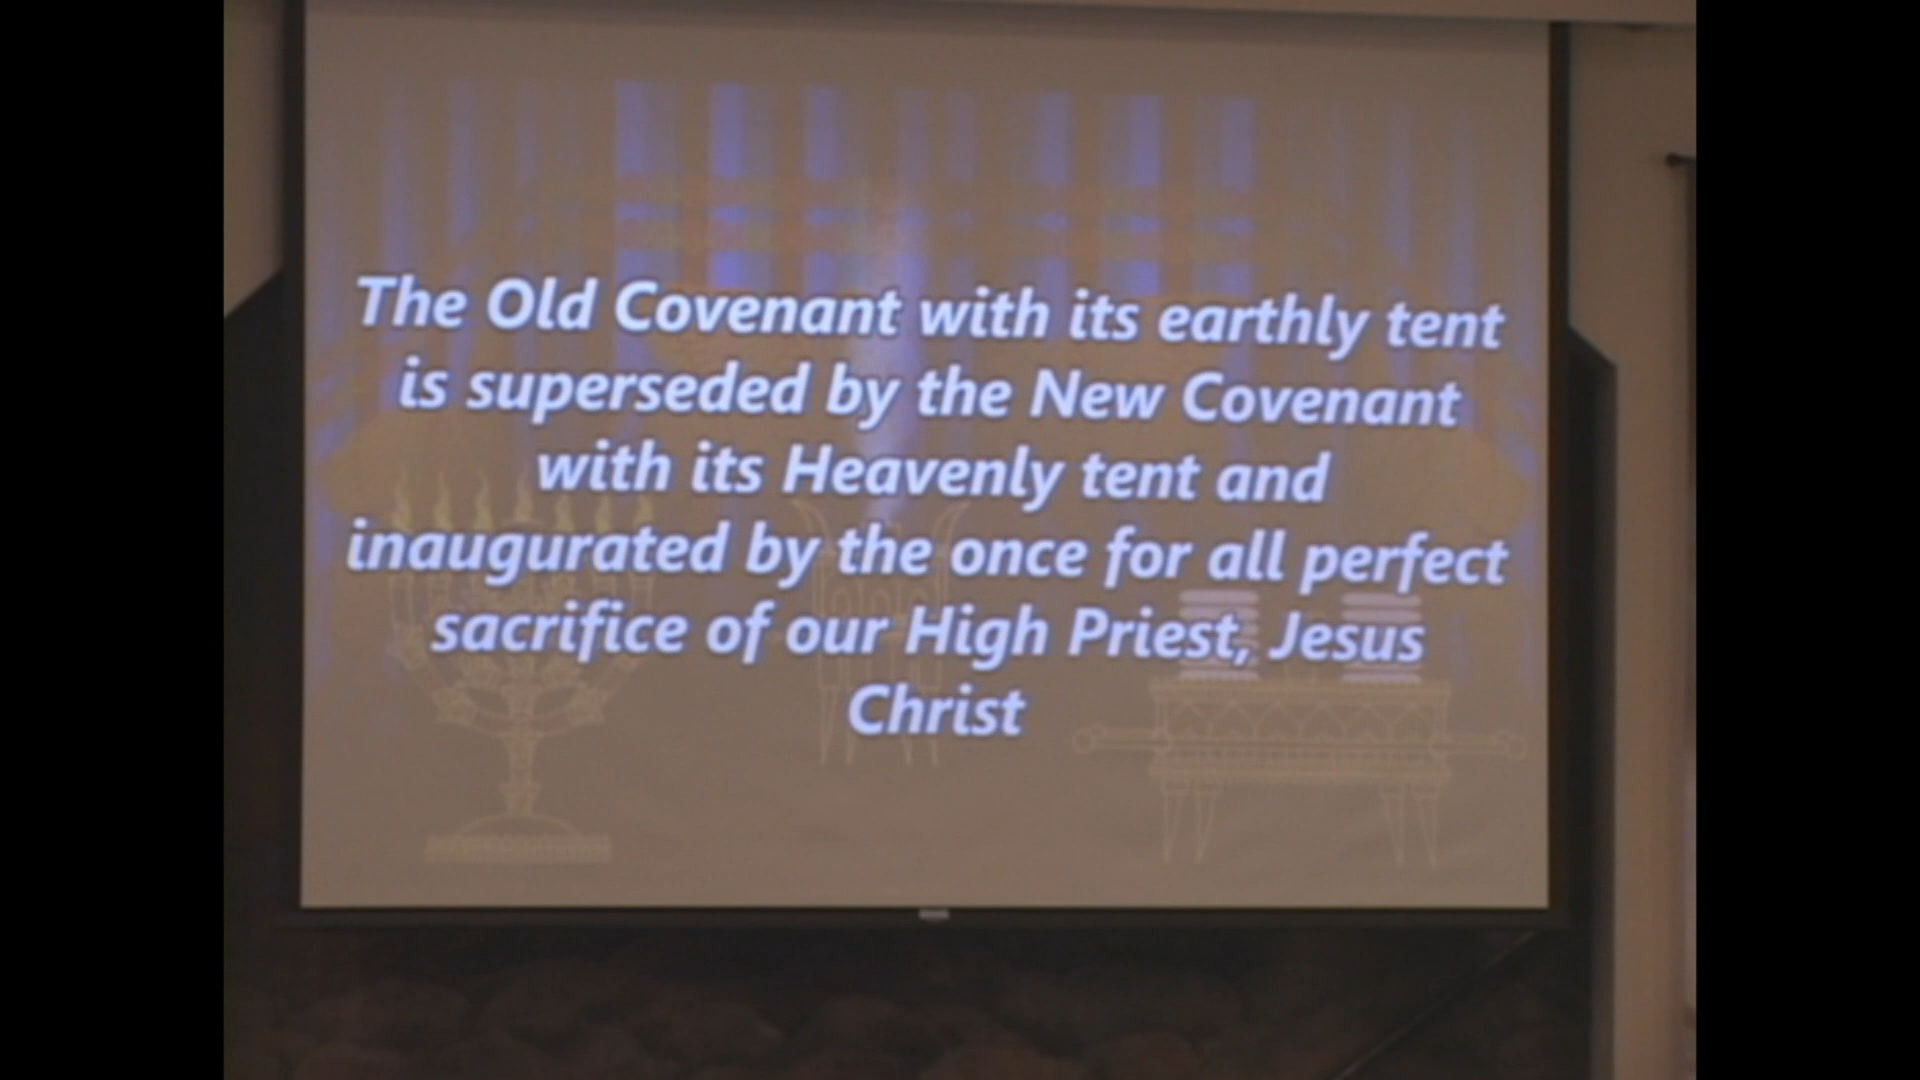 The Old Covenant with its earthly tent
is superseded by the New Covenant
with its Heavenly tent and
inaugurated by the once for all perfect
sacrifice of our High Priest, Jesus
Christ